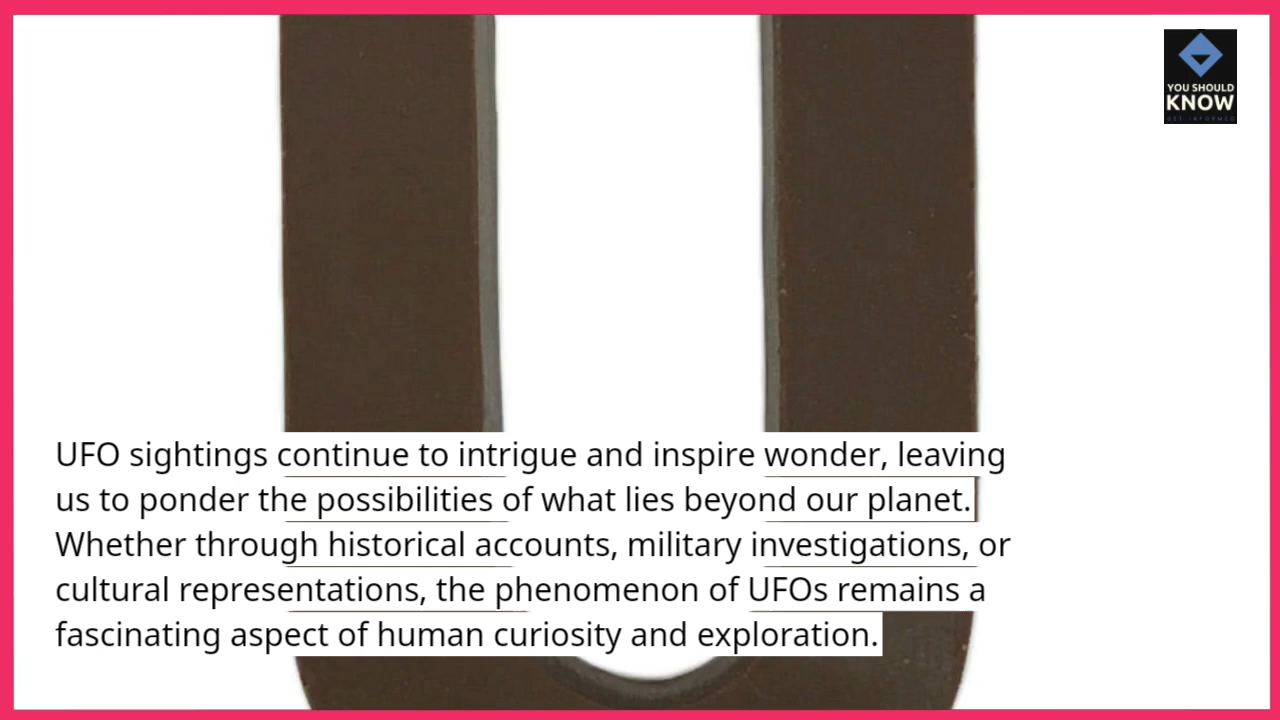 YOU SHOULD
KNOW
GET INFORMED
UFO sightings continue to intrigue and inspire wonder, leaving
us to ponder the possibilities of what lies beyond our planet.
Whether through historical accounts, military investigations, or
cultural representations, the phenomenon of UFOs remains a
fascinating aspect of human curiosity and exploration.